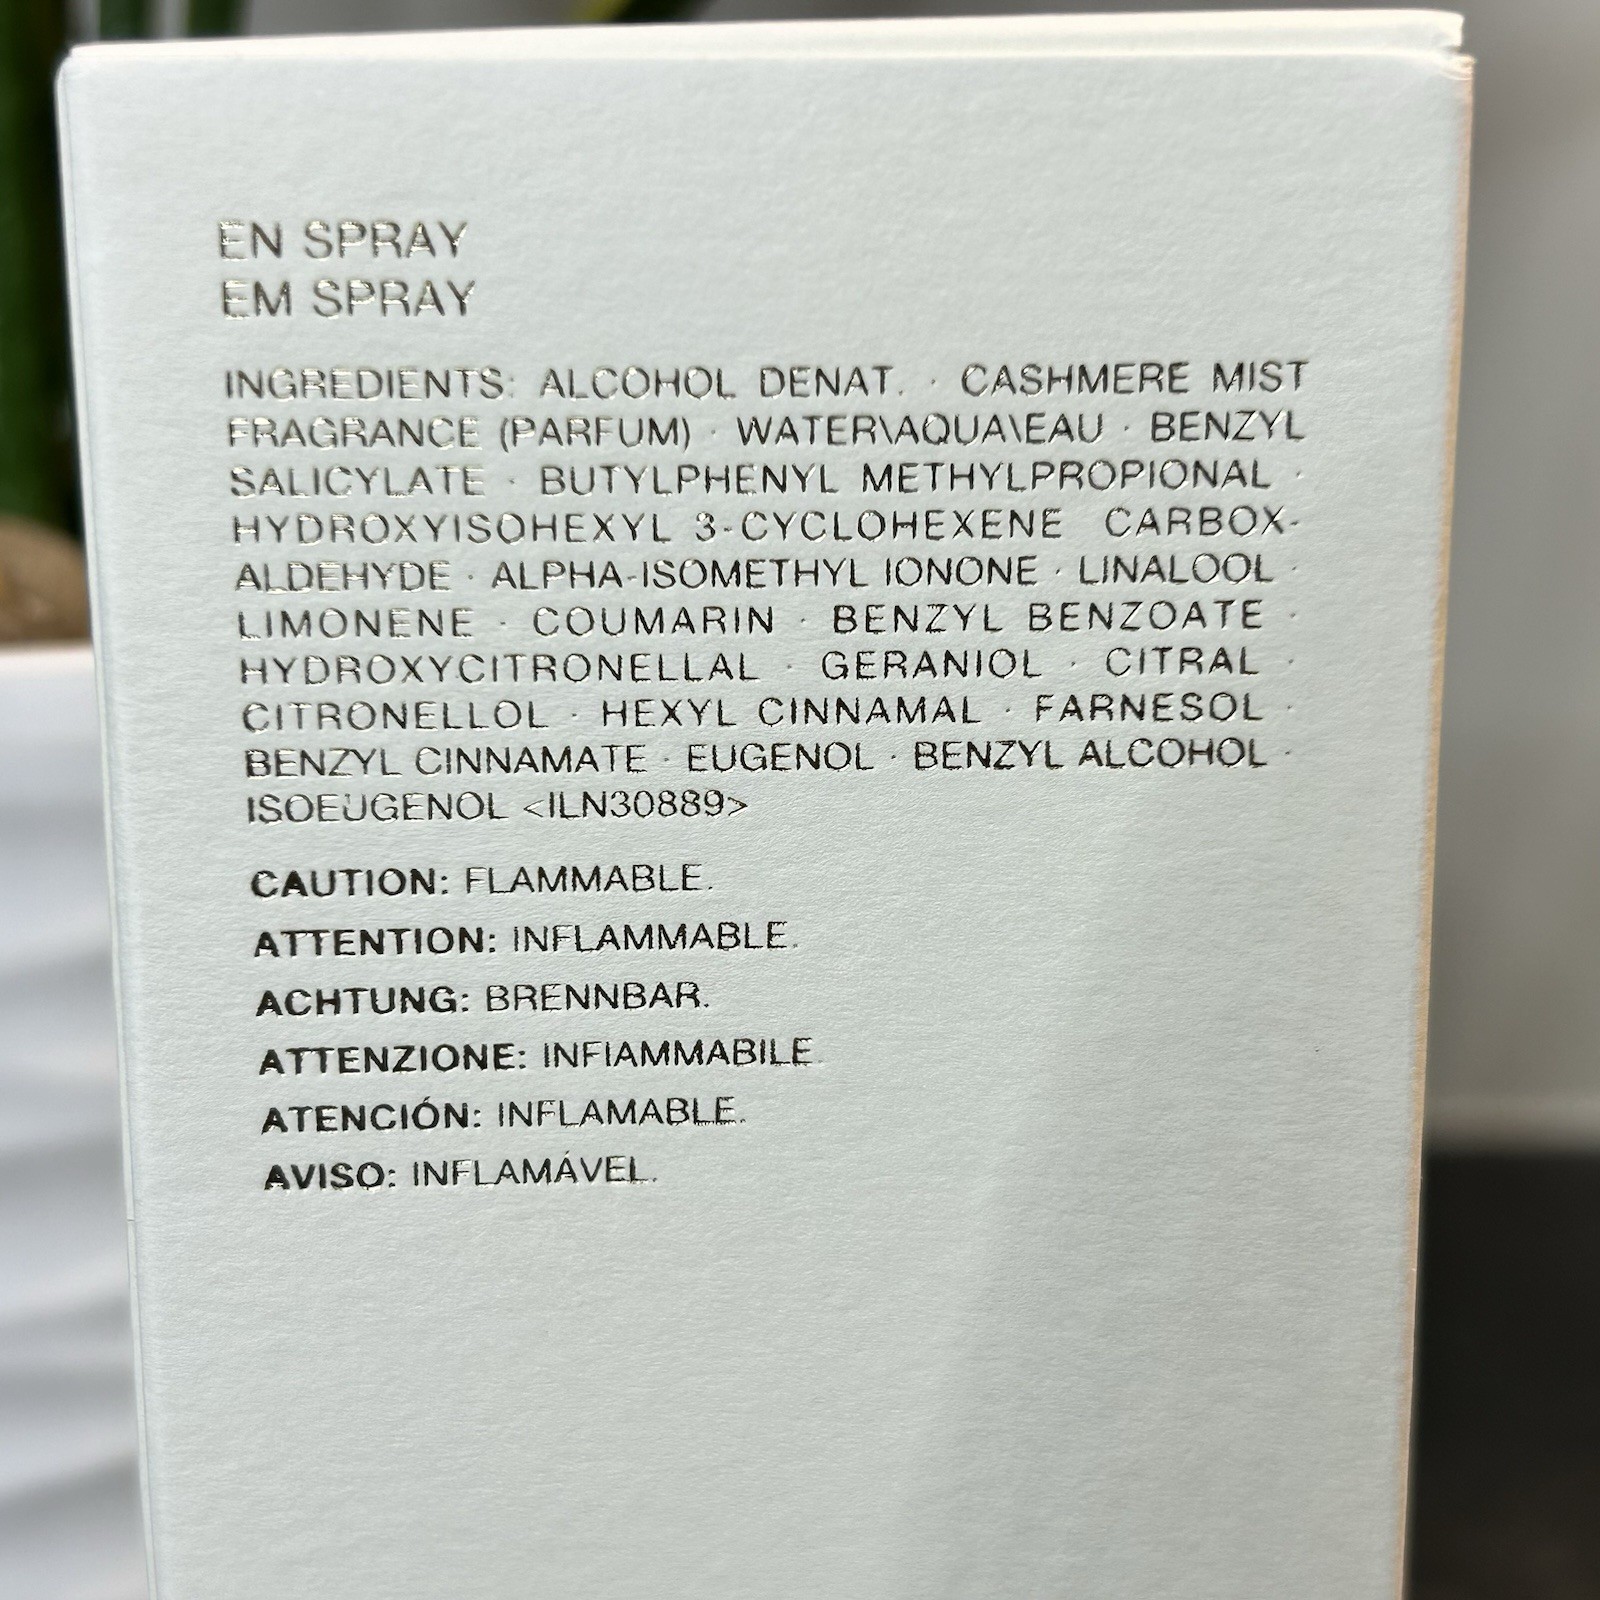 EN SPRAY
EM SPRAY
INGREDIENTS: ALCOHOL DENAT. · CASHMERE MIST
FRAGRANCE (PARFUM) · WATER\AQUA\EAU · BENZYL
SALICYLATE · BUTYLPHENYL METHYLPROPIONAL ·
HYDROXYISOHEXYL 3-CYCLOHEXENE CARBOX-
ALDEHYDE · ALPHA-ISOMETHYL IONONE · LINALOOL ·
LIMONENE · COUMARIN · BENZYL BENZOATE ·
HYDROXYCITRONELLAL · GERANIOL · CITRAL ·
CITRONELLOL · HEXYL CINNAMAL · FARNESOL ·
BENZYL CINNAMATE · EUGENOL · BENZYL ALCOHOL ·
ISOEUGENOL <ILN30889>
CAUTION: FLAMMABLE.
ATTENTION: INFLAMMABLE.
ACHTUNG: BRENNBAR.
ATTENZIONE: INFIAMMABILE.
ATENCIÓN: INFLAMABLE.
AVISO: INFLAMÁVEL.